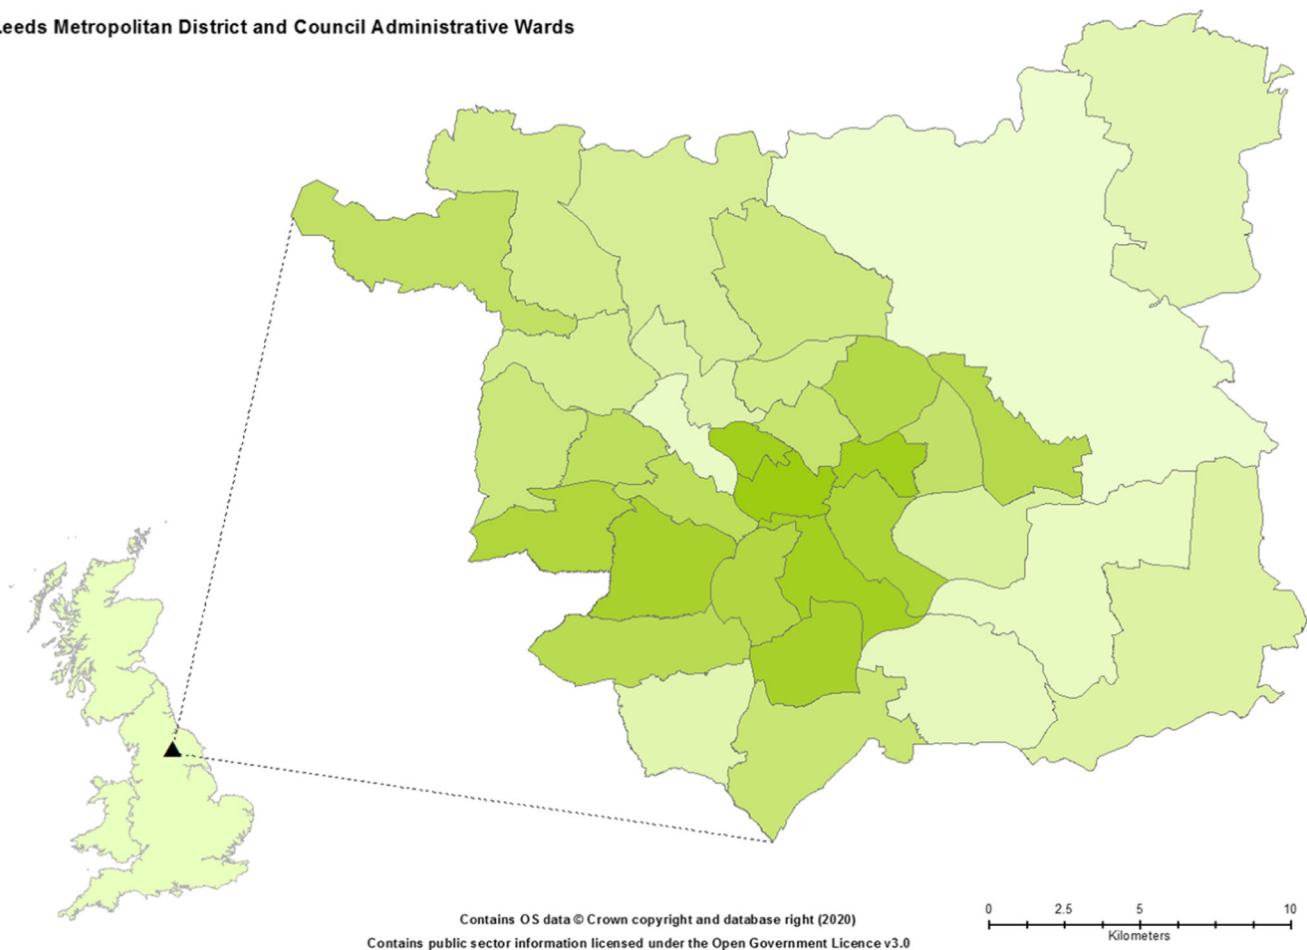 Leeds Metropolitan District and Council Administrative Wards
Contains OS data © Crown copyright and database right (2020)
Contains public sector information licensed under the Open Government Licence v3.0
0 2.5 5 10
Kilometers